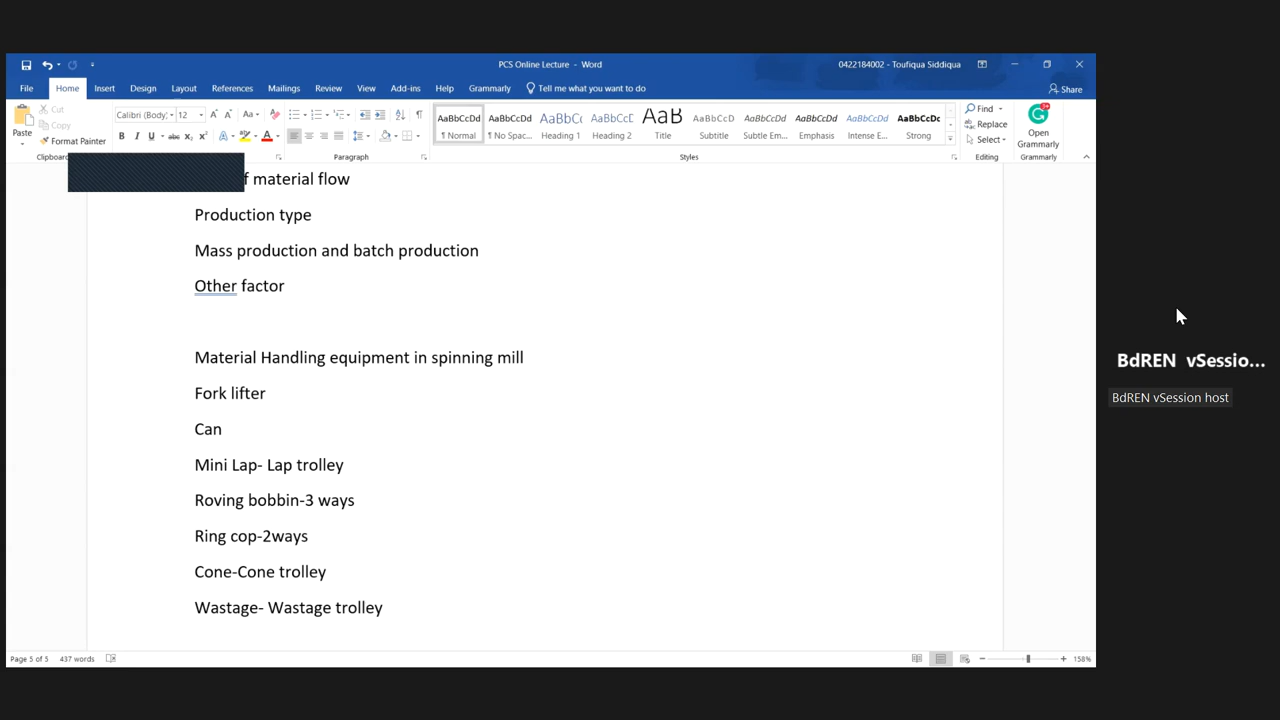 PCS Online Lecture - Word
0422184002 - Toufiqua Siddiqua
File Home Insert Design Layout References Mailings Review View Add-ins Help Grammarly Tell me what you want to do Share
Paste
Cut
Copy
Format Painter
Calibri (Body) 12
AaBbCcDd AaBbCcDd AaBbCc AaBbCcD AaB AaBbCcD AaBbCcDd AaBbCcDd AaBbCcDd AaBbCcDc
¶ Normal ¶ No Spac... Heading 1 Heading 2 Title Subtitle Subtle Em... Emphasis Intense E... Strong
Find
Replace
Select
Open
Grammarly
Paragraph Styles Editing Grammarly
f material flow
Production type
Mass production and batch production
Other factor
Material Handling equipment in spinning mill
Fork lifter
Can
Mini Lap- Lap trolley
Roving bobbin-3 ways
Ring cop-2ways
Cone-Cone trolley
Wastage- Wastage trolley
Page 5 of 5 437 words
158%
BdREN vSessio...
BdREN vSession host